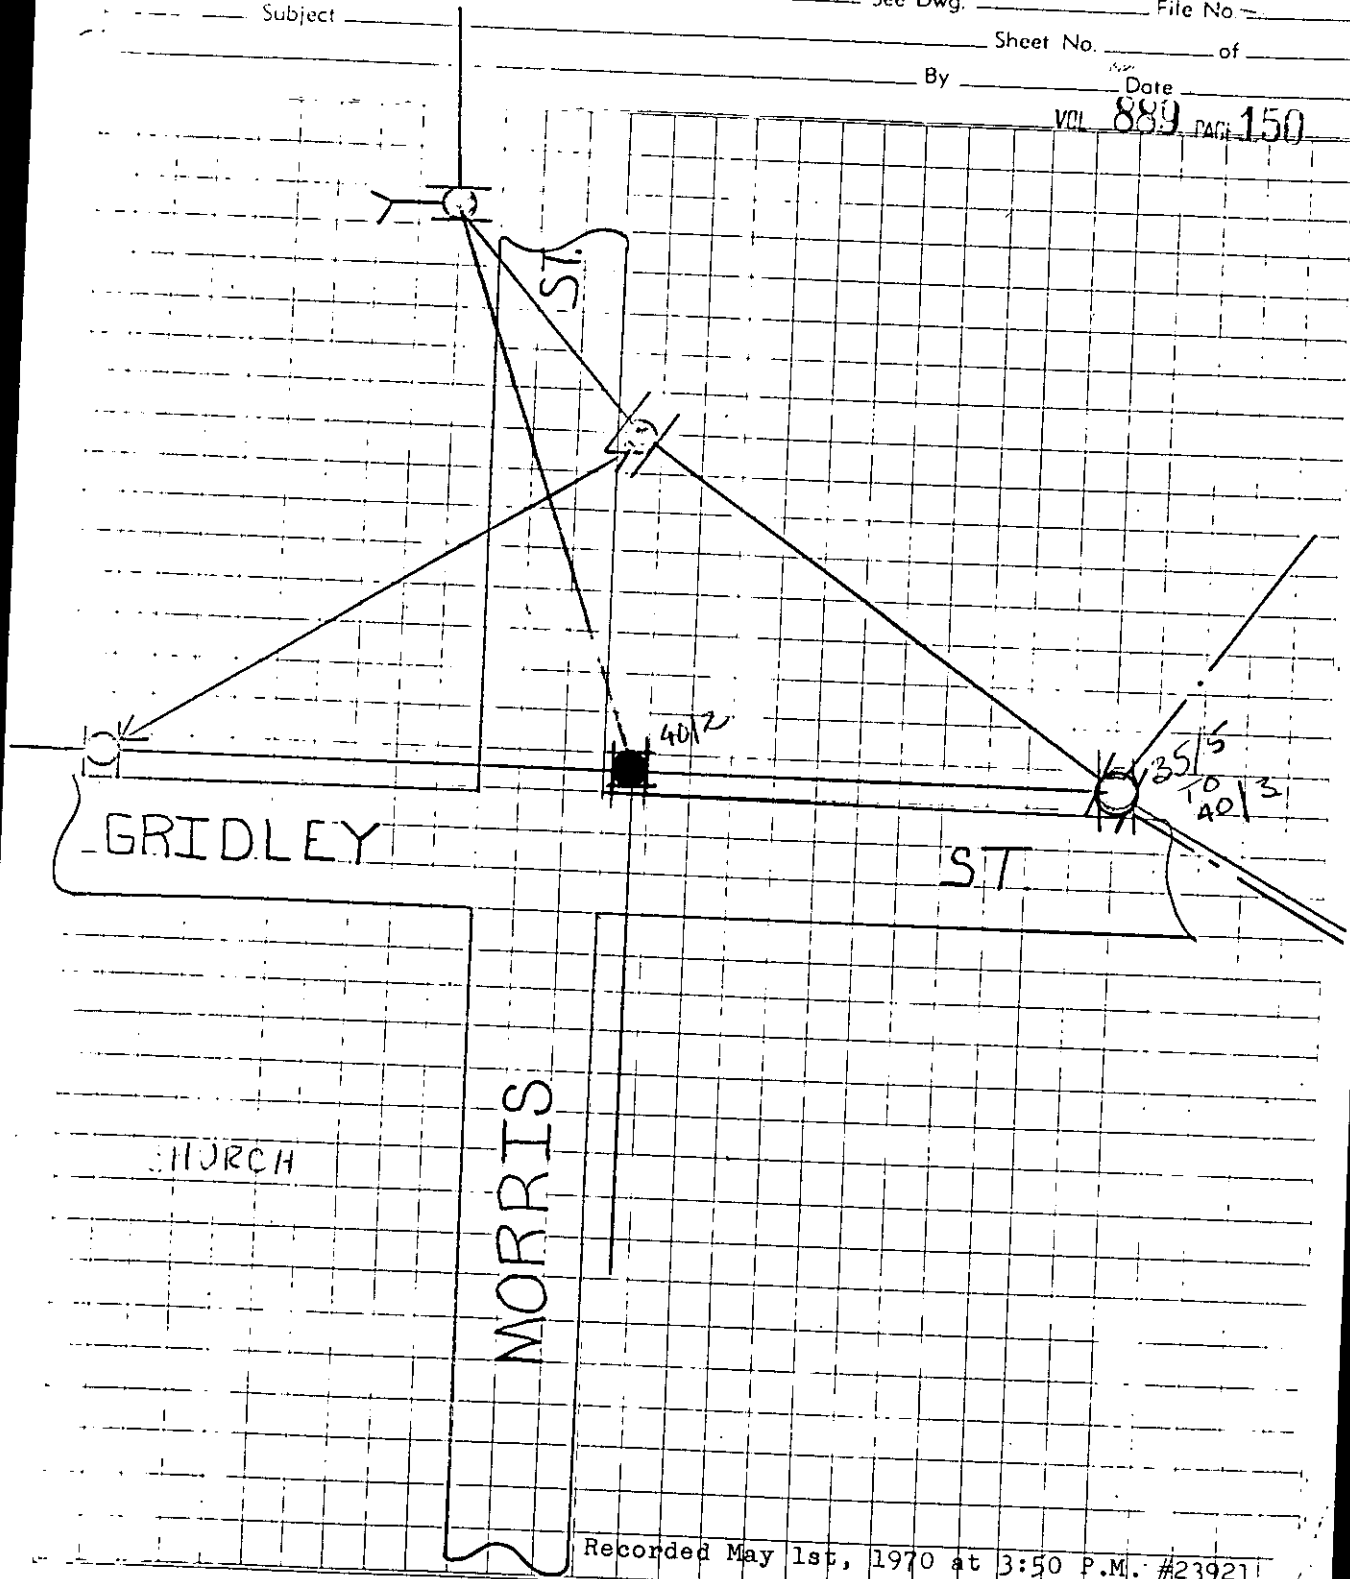 Subject See Dwg. File No.
Sheet No. of
By Date
VOL 889 PAGE 150
ST.
40/2
35/5
TO
40/3
GRIDLEY ST.
HURCH
MORRIS
Recorded May 1st, 1970 at 3:50 P.M. #23921